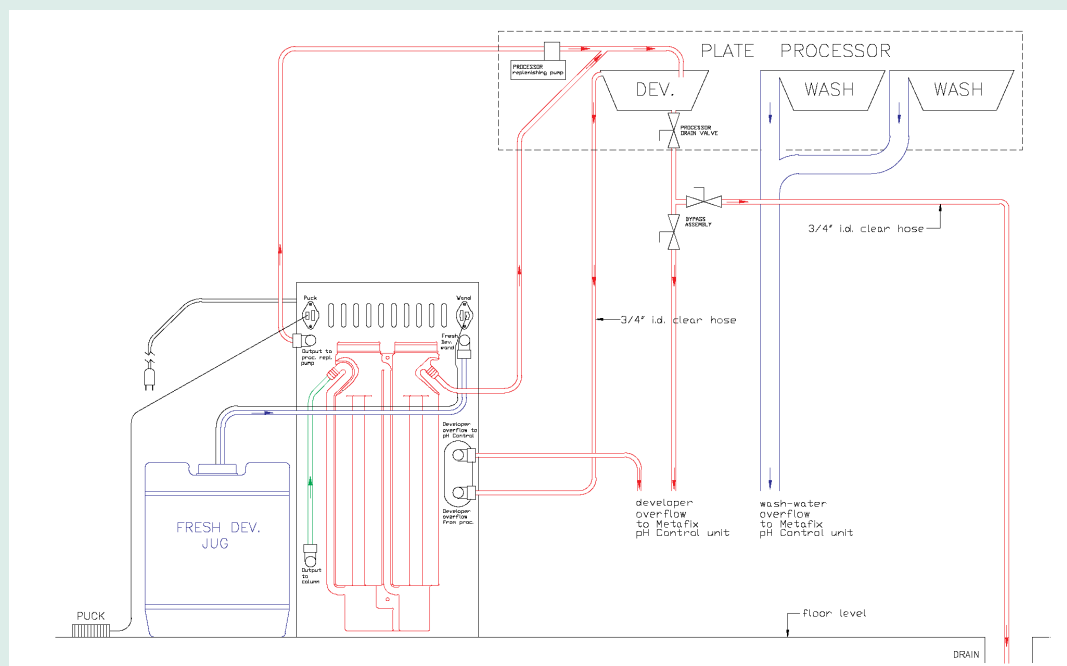 PLATE PROCESSOR
PROCESSOR
replenishing pump
DEV.
WASH
WASH
PROCESSOR
DRAIN VALVE
BYPASS
ASSEMBLY
3/4" i.d. clear hose
3/4" i.d. clear hose
Puck
Wand
Output to
proc. repl.
pump
Fresh
Dev.
wand
Developer
overflow to
pH Control
Developer
overflow
from proc.
Output
to
column
FRESH DEV.
JUG
PUCK
developer
overflow
to Metafix
pH Control unit
wash-water
overflow
to Metafix
pH Control unit
floor level
DRAIN